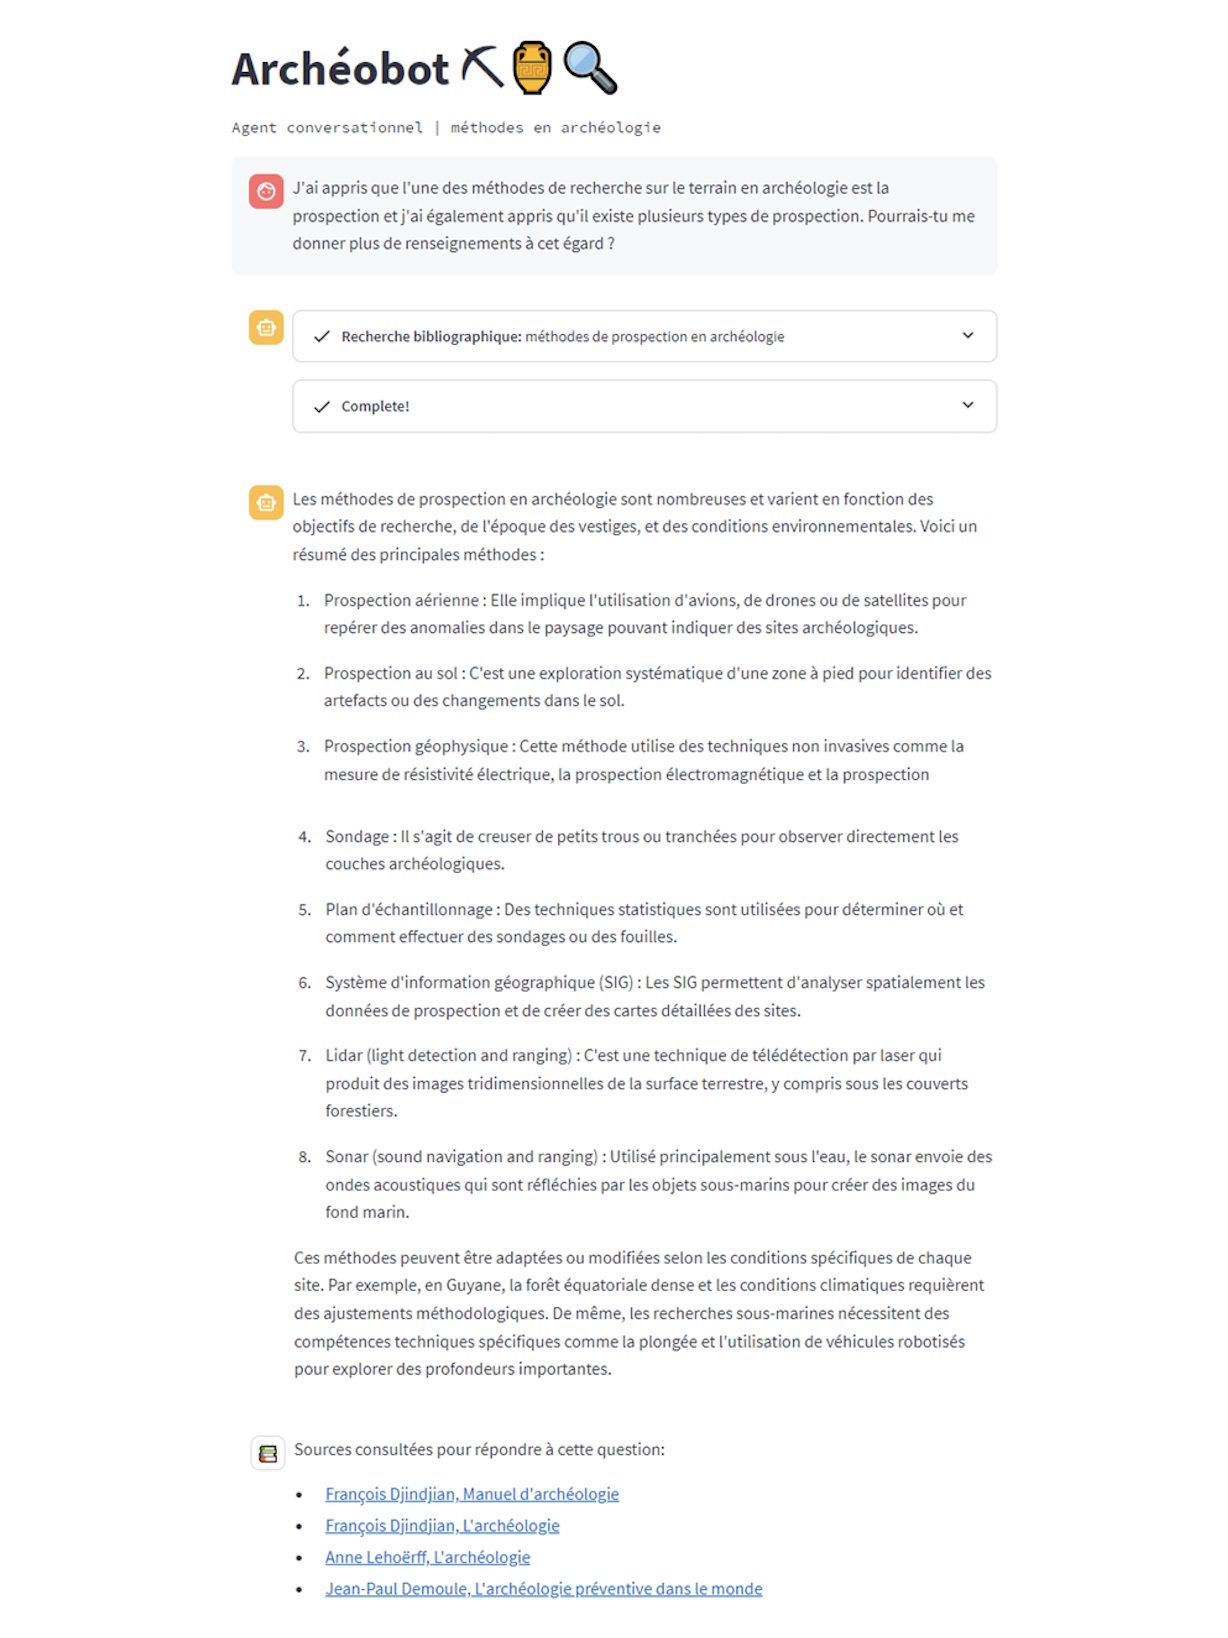 Archéobot
Agent conversationnel | méthodes en archéologie
J'ai appris que l'une des méthodes de recherche sur le terrain en archéologie est la
prospection et j'ai également appris qu'il existe plusieurs types de prospection. Pourrais-tu me
donner plus de renseignements à cet égard ?
Recherche bibliographique: méthodes de prospection en archéologie
Complete!
Les méthodes de prospection en archéologie sont nombreuses et varient en fonction des
objectifs de recherche, de l'époque des vestiges, et des conditions environnementales. Voici un
résumé des principales méthodes :
1. Prospection aérienne : Elle implique l'utilisation d'avions, de drones ou de satellites pour
repérer des anomalies dans le paysage pouvant indiquer des sites archéologiques.
2. Prospection au sol : C'est une exploration systématique d'une zone à pied pour identifier des
artefacts ou des changements dans le sol.
3. Prospection géophysique : Cette méthode utilise des techniques non invasives comme la
mesure de résistivité électrique, la prospection électromagnétique et la prospection
4. Sondage : Il s'agit de creuser de petits trous ou tranchées pour observer directement les
couches archéologiques.
5. Plan d'échantillonnage : Des techniques statistiques sont utilisées pour déterminer où et
comment effectuer des sondages ou des fouilles.
6. Système d'information géographique (SIG) : Les SIG permettent d'analyser spatialement les
données de prospection et de créer des cartes détaillées des sites.
7. Lidar (light detection and ranging) : C'est une technique de télédétection par laser qui
produit des images tridimensionnelles de la surface terrestre, y compris sous les couverts
forestiers.
8. Sonar (sound navigation and ranging) : Utilisé principalement sous l'eau, le sonar envoie des
ondes acoustiques qui sont réfléchies par les objets sous-marins pour créer des images du
fond marin.
Ces méthodes peuvent être adaptées ou modifiées selon les conditions spécifiques de chaque
site. Par exemple, en Guyane, la forêt équatoriale dense et les conditions climatiques requièrent
des ajustements méthodologiques. De même, les recherches sous-marines nécessitent des
compétences techniques spécifiques comme la plongée et l'utilisation de véhicules robotisés
pour explorer des profondeurs importantes.
Sources consultées pour répondre à cette question:
• François Djindjian, Manuel d'archéologie
• François Djindjian, L'archéologie
• Anne Lehoërff, L'archéologie
• Jean-Paul Demoule, L'archéologie préventive dans le monde